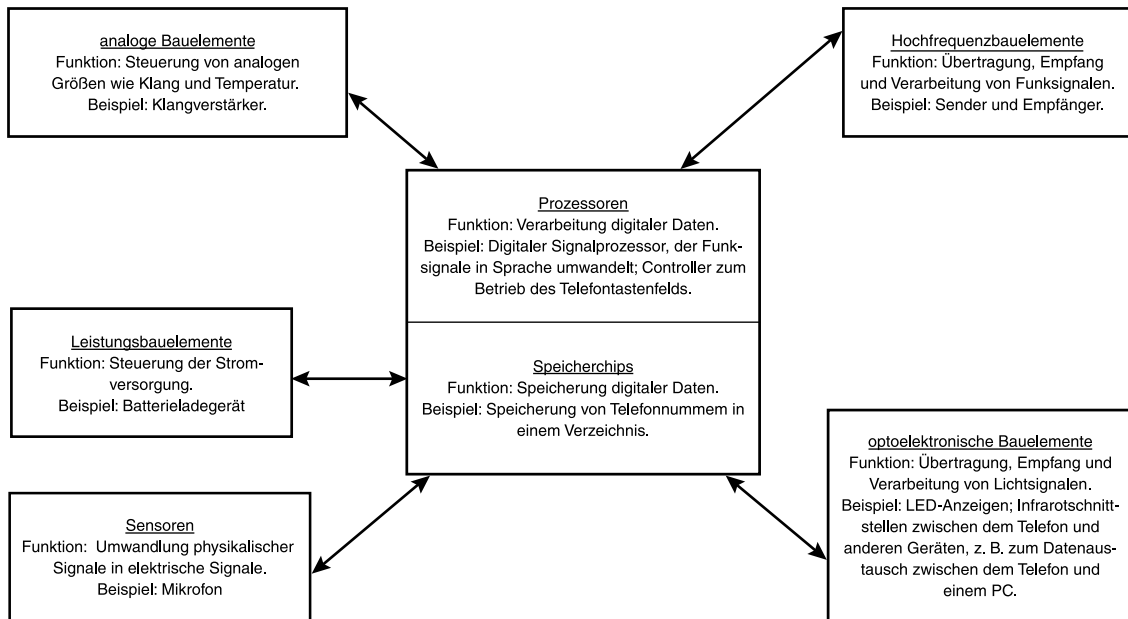 analoge Bauelemente
Funktion: Steuerung von analogen
Größen wie Klang und Temperatur.
Beispiel: Klangverstärker.
Hochfrequenzbauelemente
Funktion: Übertragung, Empfang
und Verarbeitung von Funksignalen.
Beispiel: Sender und Empfänger.
Prozessoren
Funktion: Verarbeitung digitaler Daten.
Beispiel: Digitaler Signalprozessor, der Funk-
signale in Sprache umwandelt; Controller zum
Betrieb des Telefontastenfelds.
Leistungsbauelemente
Funktion: Steuerung der Strom-
versorgung.
Beispiel: Batterieladegerät
Speicherchips
Funktion: Speicherung digitaler Daten.
Beispiel: Speicherung von Telefonnummem in
einem Verzeichnis.
Sensoren
Funktion: Umwandlung physikalischer
Signale in elektrische Signale.
Beispiel: Mikrofon
optoelektronische Bauelemente
Funktion: Übertragung, Empfang und
Verarbeitung von Lichtsignalen.
Beispiel: LED-Anzeigen; Infrarotschnitt-
stellen zwischen dem Telefon und
anderen Geräten, z. B. zum Datenaus-
tausch zwischen dem Telefon und
einem PC.